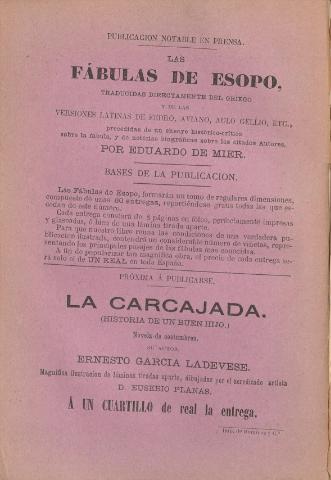 PUBLICACION NOTABLE EN PRENSA.
LAS
FÁBULAS DE ESOPO,
TRADUCIDAS DIRECTAMENTE DEL GRIEGO
Y DE LAS
VERSIONES LATINAS DE FEDRO, AVIANO, AULO GELLIO, ETC.,
precedidas de un ensayo histórico-crítico
sobre la fábula, y de noticias biográficas sobre los citados Autores,
POR EDUARDO DE MIER.
BASES DE LA PUBLICACION.
Las Fábulas de Esopo, formarán un tomo de regulares dimensiones,
compuesto de unas 60 entregas, repartiéndose gratis todas las que ex-
cedan de este número.
Cada entrega constará de 8 páginas en fólio, perfectamente impresas
y glaseadas, ó bien de una lámina tirada aparte.
Para que nuestro libro reuna las condiciones de una verdadera pu-
blicacion ilustrada, contendrá un considerable número de viñetas, repre-
sentando los principales pasajes de las fábulas mas conocidas.
A fin de popularizar tan magnífica obra, el precio de cada entrega se-
rá solo el de UN REAL en toda España.
PRÓXIMA Á PUBLICARSE.
LA CARCAJADA.
(HISTORIA DE UN BUEN HIJO.)
Novela de costumbres,
SU AUTOR
ERNESTO GARCIA LADEVESE.
Magnífica ilustracion de láminas tiradas aparte, dibujadas por el acreditado artista
D. EUSEBIO PLANAS.
Á UN CUARTILLO de real la entrega.